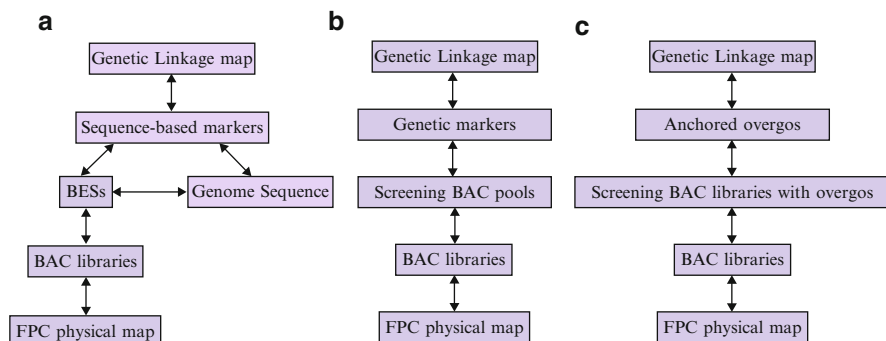 a
Genetic Linkage map
Sequence-based markers
BESs
Genome Sequence
BAC libraries
FPC physical map
b
Genetic Linkage map
Genetic markers
Screening BAC pools
BAC libraries
FPC physical map
c
Genetic Linkage map
Anchored overgos
Screening BAC libraries with overgos
BAC libraries
FPC physical map